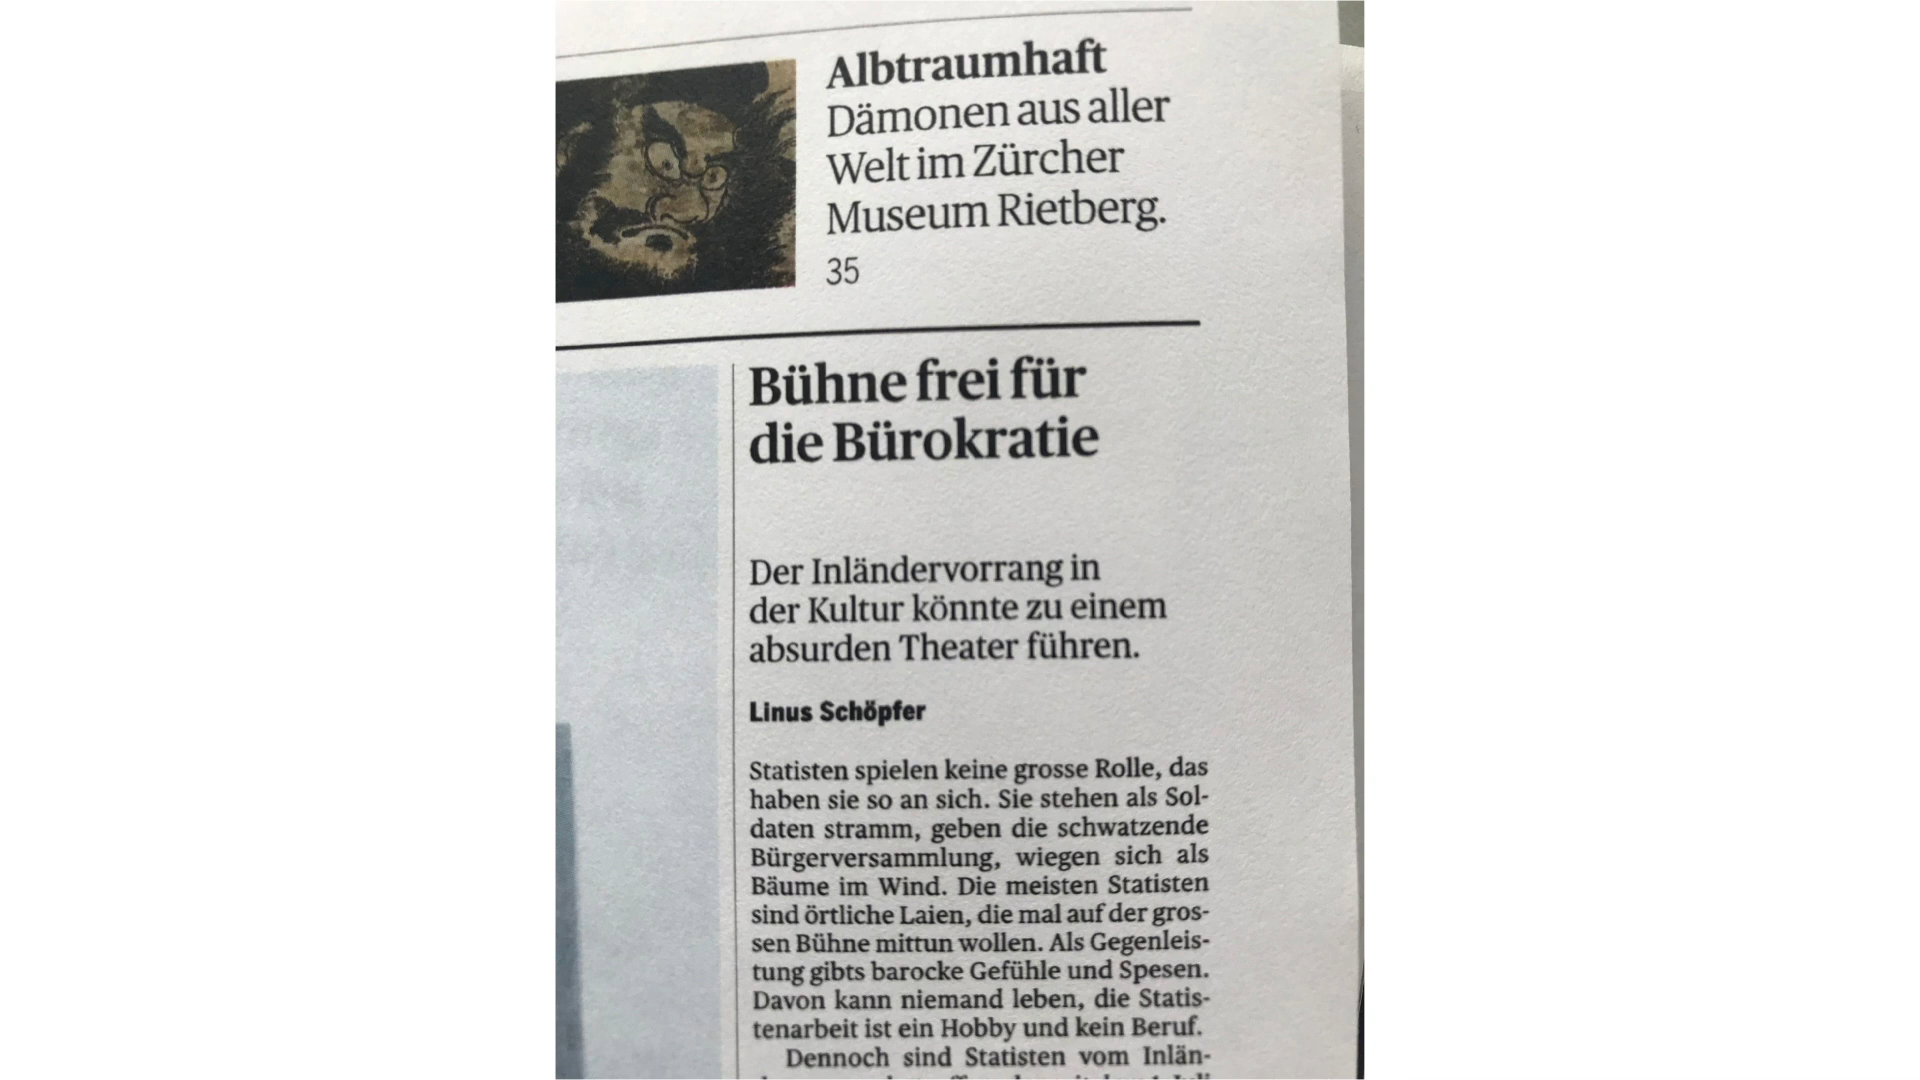 Albtraumhaft
Dämonen aus aller
Welt im Zürcher
Museum Rietberg.
35
Bühne frei für
die Bürokratie
Der Inländervorrang in
der Kultur könnte zu einem
absurden Theater führen.
Linus Schöpfer
Statisten spielen keine grosse Rolle, das
haben sie so an sich. Sie stehen als Sol-
daten stramm, geben die schwatzende
Bürgerversammlung, wiegen sich als
Bäume im Wind. Die meisten Statisten
sind örtliche Laien, die mal auf der gros-
sen Bühne mittun wollen. Als Gegenleis-
tung gibts barocke Gefühle und Spesen.
Davon kann niemand leben, die Statis-
tenarbeit ist ein Hobby und kein Beruf.
Dennoch sind Statisten vom Inlän-